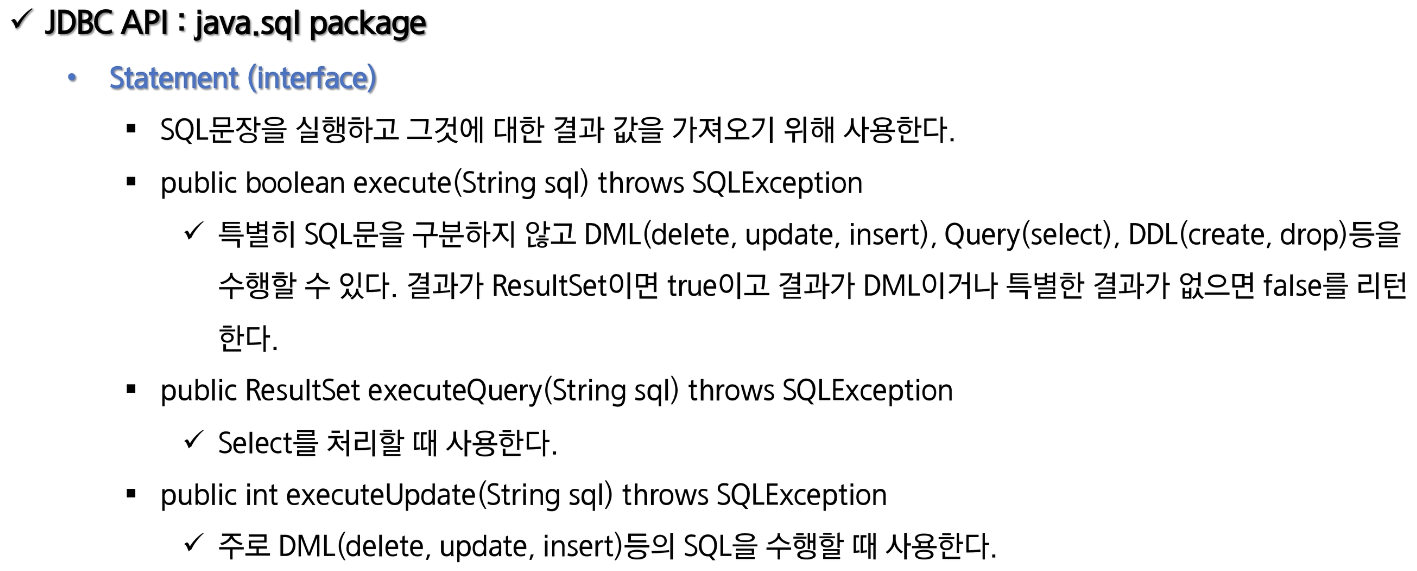 ✓ JDBC API : java.sql package
• Statement (interface)
▪ SQL문장을 실행하고 그것에 대한 결과 값을 가져오기 위해 사용한다.
▪ public boolean execute(String sql) throws SQLException
✓ 특별히 SQL문을 구분하지 않고 DML(delete, update, insert), Query(select), DDL(create, drop)등을
수행할 수 있다. 결과가 ResultSet이면 true이고 결과가 DML이거나 특별한 결과가 없으면 false를 리턴
한다.
▪ public ResultSet executeQuery(String sql) throws SQLException
✓ Select를 처리할 때 사용한다.
▪ public int executeUpdate(String sql) throws SQLException
✓ 주로 DML(delete, update, insert)등의 SQL을 수행할 때 사용한다.